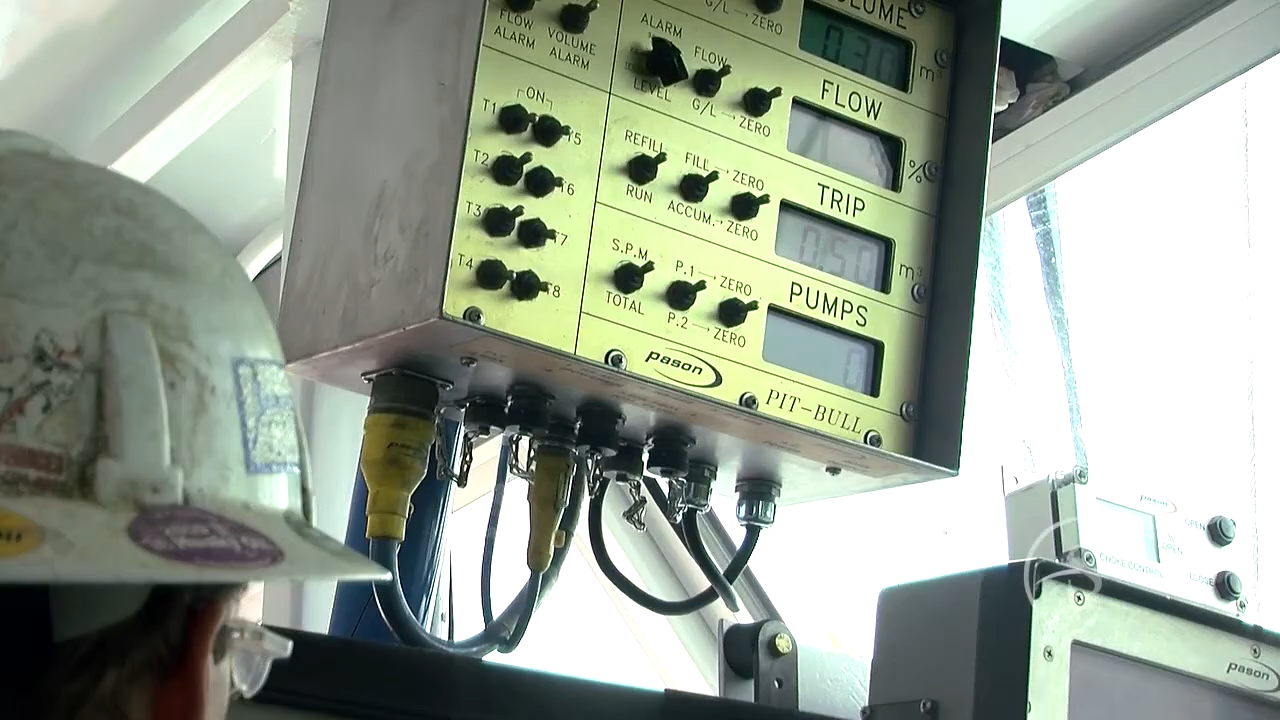 VOLUME
G/L → ZERO
0.30
m³
FLOW ALARM
VOLUME ALARM
ALARM
LEVEL
FLOW
G/L → ZERO
FLOW
%
ON
T1
T5
T2
T6
T3
T7
T4
T8
REFILL
RUN
FILL → ZERO
ACCUM. → ZERO
TRIP
0.50
m³
S.P.M
TOTAL
P.1 → ZERO
P.2 → ZERO
PUMPS
0
pason
PIT-BULL
pason
OPEN
CHOKE CONTROL
CLOSE
pason